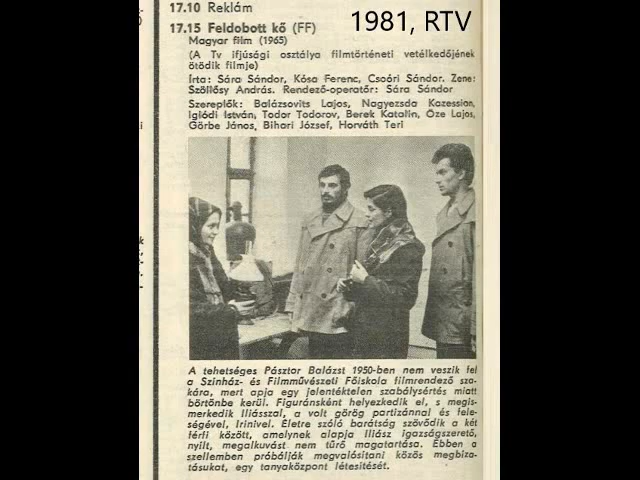 17.10 Reklám
1981, RTV
17.15 Feldobott kő (FF)
Magyar film (1965)
(A Tv ifjúsági osztálya filmtörténeti vetélkedőjének
ötödik filmje)
Írta: Sára Sándor, Kósa Ferenc, Csoóri Sándor. Zene:
Szöllősy András. Rendező-operatőr: Sára Sándor
Szereplők: Balázsovits Lajos, Nagyezsda Kazession,
Iglódi István, Todor Todorov, Berek Katalin, Őze Lajos,
Görbe János, Bihari József, Horváth Teri
A tehetséges Pásztor Balázst 1950-ben nem veszik fel
a Színház- és Filmművészeti Főiskola filmrendező sza-
kára, mert apja egy jelentéktelen szabálysértés miatt
börtönbe kerül. Figuránsként helyezkedik el, s megis-
merkedik Iliásszal, a volt görög partizánnal és fele-
ségével, Irinivel. Életre szóló barátság szövődik a két
férfi között, amelynek alapja Iliász igazságszerető,
nyílt, megalkuvást nem tűrő magatartása. Ebben a
szellemben próbálják megvalósítani közös megbíza-
tásukat, egy tanyaközpont létesítését.